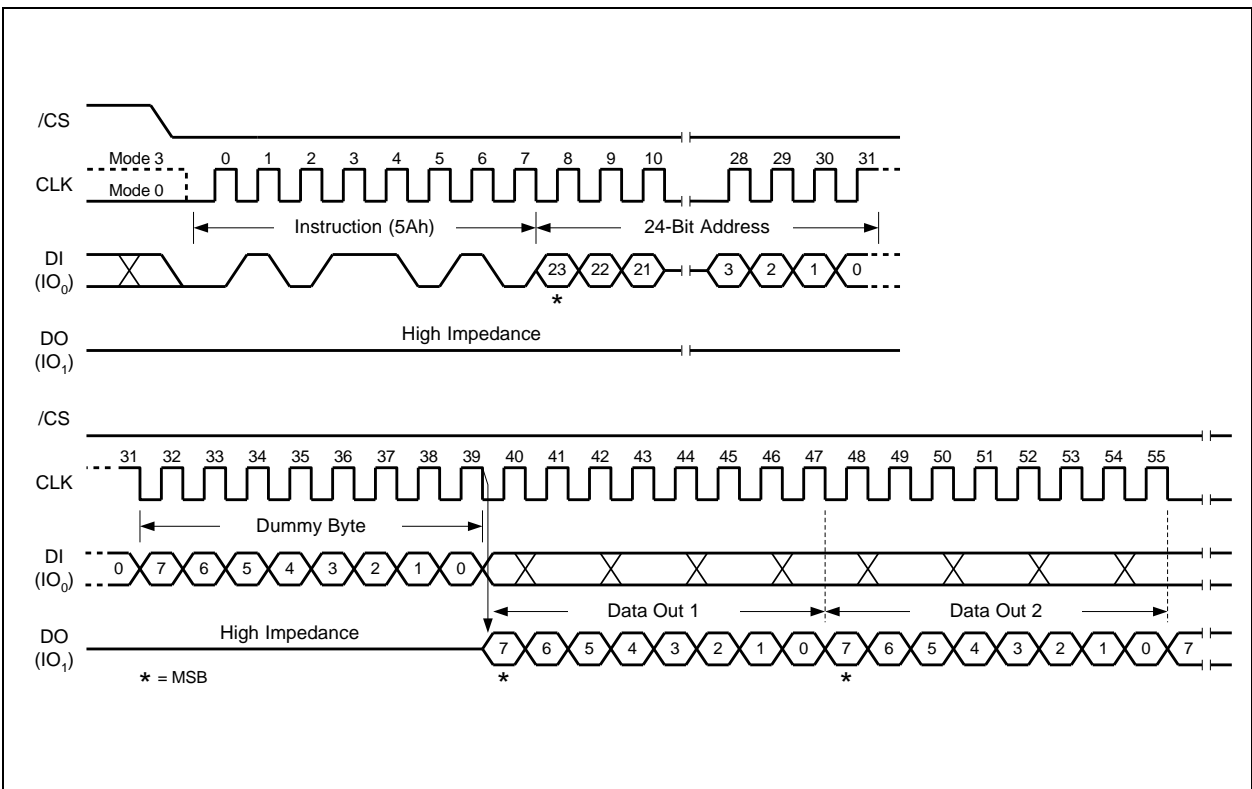 /CS
Mode 3 0 1 2 3 4 5 6 7 8 9 10 28 29 30 31
CLK
Mode 0
Instruction (5Ah) 24-Bit Address
DI
(IO0) 23 22 21 3 2 1 0
*
High Impedance
DO
(IO1)
/CS
31 32 33 34 35 36 37 38 39 40 41 42 43 44 45 46 47 48 49 50 51 52 53 54 55
CLK
Dummy Byte
DI
(IO0) 0 7 6 5 4 3 2 1 0
Data Out 1 Data Out 2
High Impedance
DO
(IO1) 7 6 5 4 3 2 1 0 7 6 5 4 3 2 1 0 7
* = MSB * *